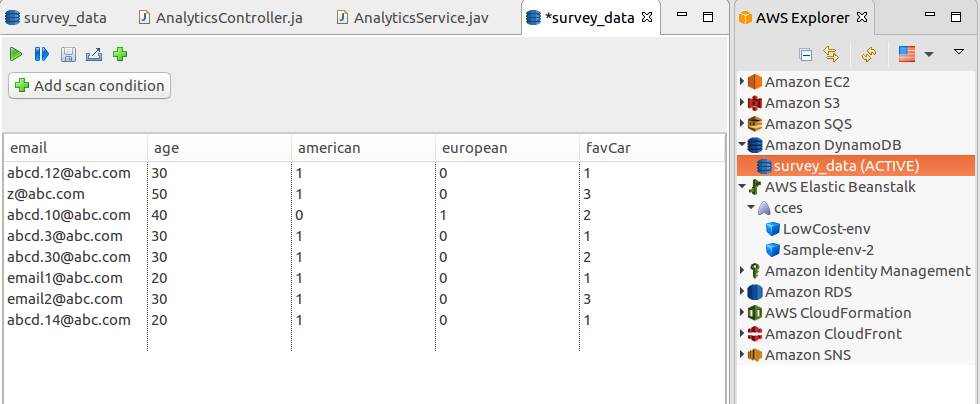 survey_data AnalyticsController.ja AnalyticsService.jav *survey_data
Add scan condition
email age american european favCar
abcd.12@abc.com 30 1 0 1
z@abc.com 50 1 0 3
abcd.10@abc.com 40 0 1 2
abcd.3@abc.com 30 1 0 1
abcd.30@abc.com 30 1 0 2
email1@abc.com 20 1 0 1
email2@abc.com 30 1 0 3
abcd.14@abc.com 20 1 0 1
AWS Explorer
Amazon EC2
Amazon S3
Amazon SQS
Amazon DynamoDB
survey_data (ACTIVE)
AWS Elastic Beanstalk
cces
LowCost-env
Sample-env-2
Amazon Identity Management
Amazon RDS
AWS CloudFormation
Amazon CloudFront
Amazon SNS